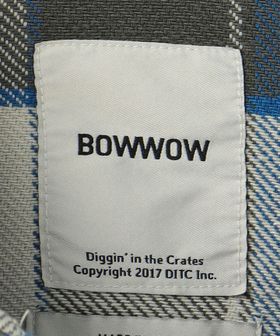 BOWWOW
Diggin' in the Crates
Copyright 2017 DITC Inc.